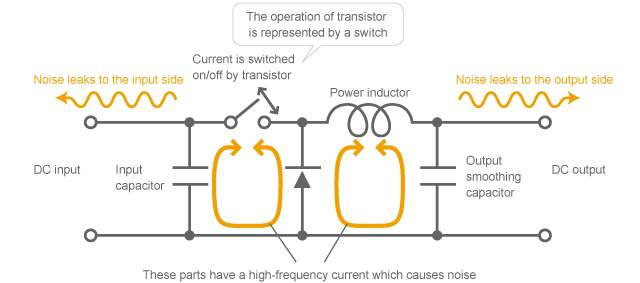 The operation of transistor
is represented by a switch
Current is switched
on/off by transistor
Noise leaks to the input side
Power inductor
Noise leaks to the output side
DC input
Input
capacitor
Output
smoothing
capacitor
DC output
These parts have a high-frequency current which causes noise